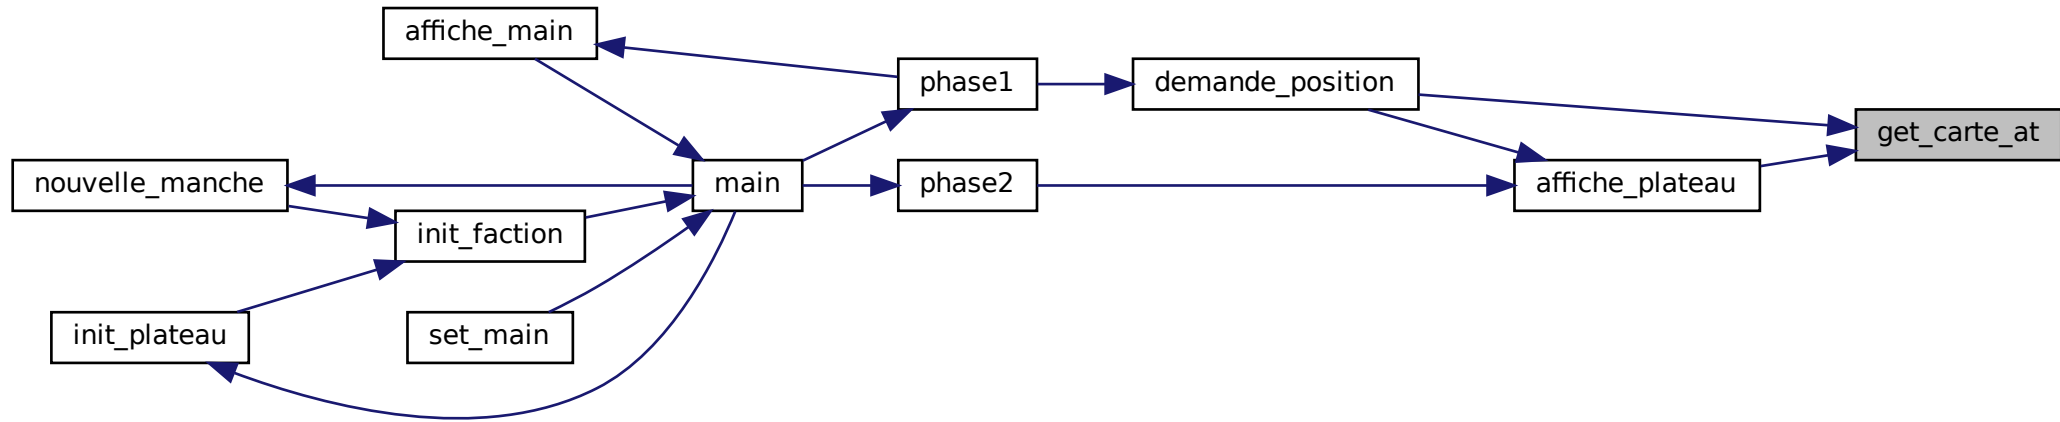 affiche_main
phase1
demande_position
get_carte_at
nouvelle_manche
main
phase2
affiche_plateau
init_faction
init_plateau
set_main